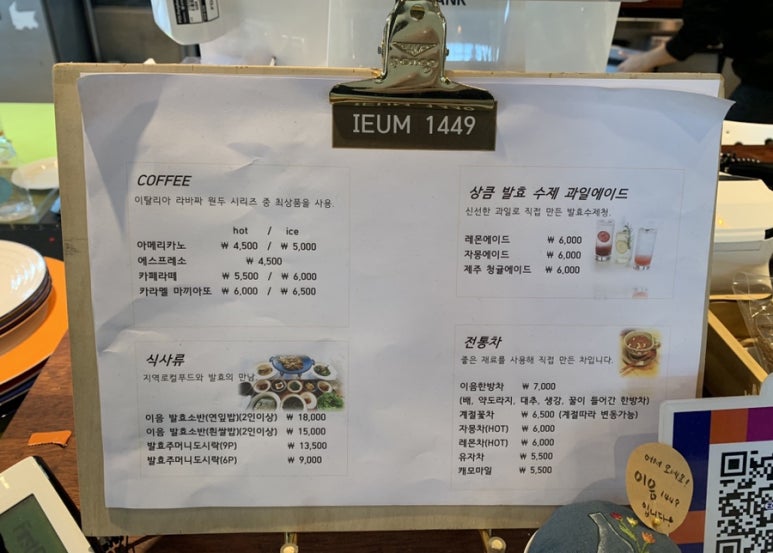 ANK
IEUM 1449
COFFEE
이탈리아 라바짜 원두 시리즈 중 최상품을 사용.
hot / ice
아메리카노 ₩ 4,500 / ₩ 5,000
에스프레소 ₩ 4,500
카페라떼 ₩ 5,500 / ₩ 6,000
카라멜 마끼아또 ₩ 6,000 / ₩ 6,500
식사류
지역로컬푸드와 발효의 만남.
이음 발효소반(연잎밥)(2인이상) ₩ 18,000
이음 발효소반(흰쌀밥)(2인이상) ₩ 15,000
발효주머니도시락(9P) ₩ 13,500
발효주머니도시락(6P) ₩ 9,000
상큼 발효 수제 과일에이드
신선한 과일로 직접 만든 발효수제청.
레몬에이드 ₩ 6,000
자몽에이드 ₩ 6,000
제주 청귤에이드 ₩ 6,000
전통차
좋은 재료를 사용해 직접 만든 차입니다.
이음한방차 ₩ 7,000
(배, 약도라지, 대추, 생강, 꿀이 들어간 한방차)
계절꽃차 ₩ 6,500 (계절따라 변동가능)
자몽차(HOT) ₩ 6,000
레몬차(HOT) ₩ 6,000
유자차 ₩ 5,500
캐모마일 ₩ 5,500
어서 오세요!
이음 1449
입니다!